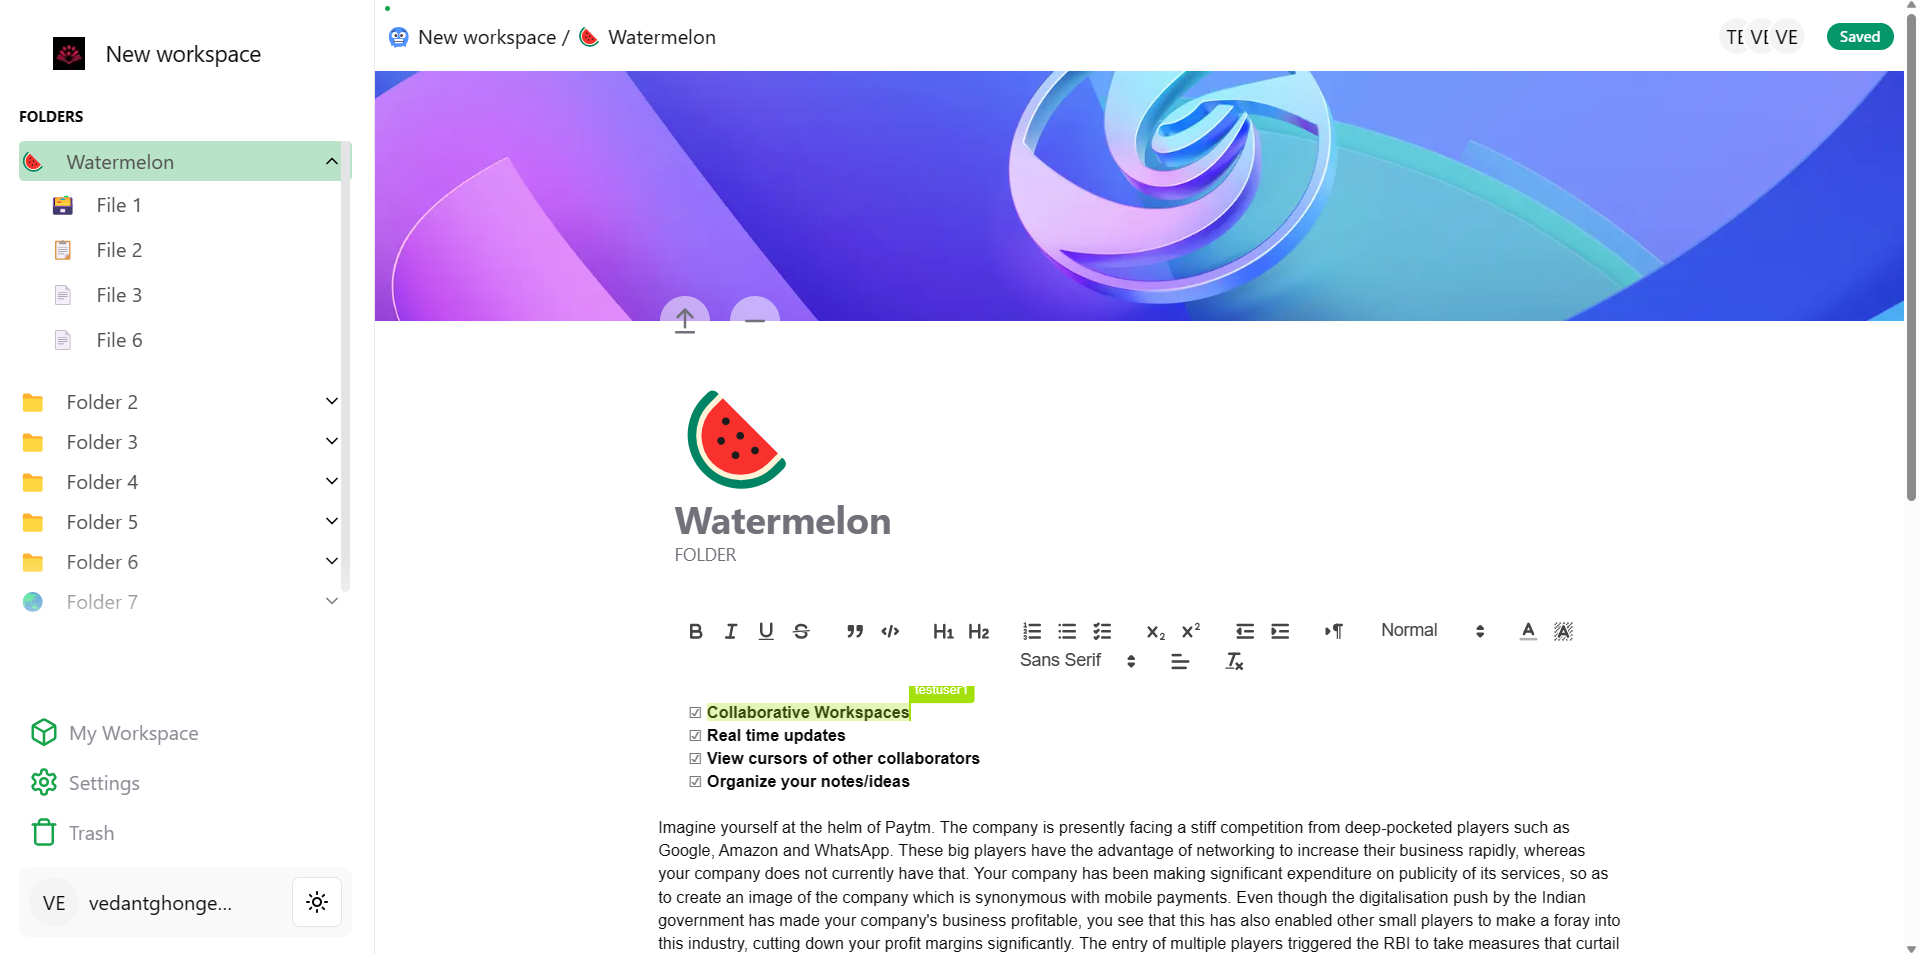 New workspace
FOLDERS
Watermelon
File 1
File 2
File 3
File 6
Folder 2
Folder 3
Folder 4
Folder 5
Folder 6
Folder 7
My Workspace
Settings
Trash
VE vedantghonge...
New workspace / Watermelon
TE VE VE Saved
Watermelon
FOLDER
B I U S H1 H2 X2 X2 Normal A A
Sans Serif Tx
testuser1
Collaborative Workspaces
Real time updates
View cursors of other collaborators
Organize your notes/ideas
Imagine yourself at the helm of Paytm. The company is presently facing a stiff competition from deep-pocketed players such as
Google, Amazon and WhatsApp. These big players have the advantage of networking to increase their business rapidly, whereas
your company does not currently have that. Your company has been making significant expenditure on publicity of its services, so as
to create an image of the company which is synonymous with mobile payments. Even though the digitalisation push by the Indian
government has made your company's business profitable, you see that this has also enabled other small players to make a foray into
this industry, cutting down your profit margins significantly. The entry of multiple players triggered the RBI to take measures that curtail